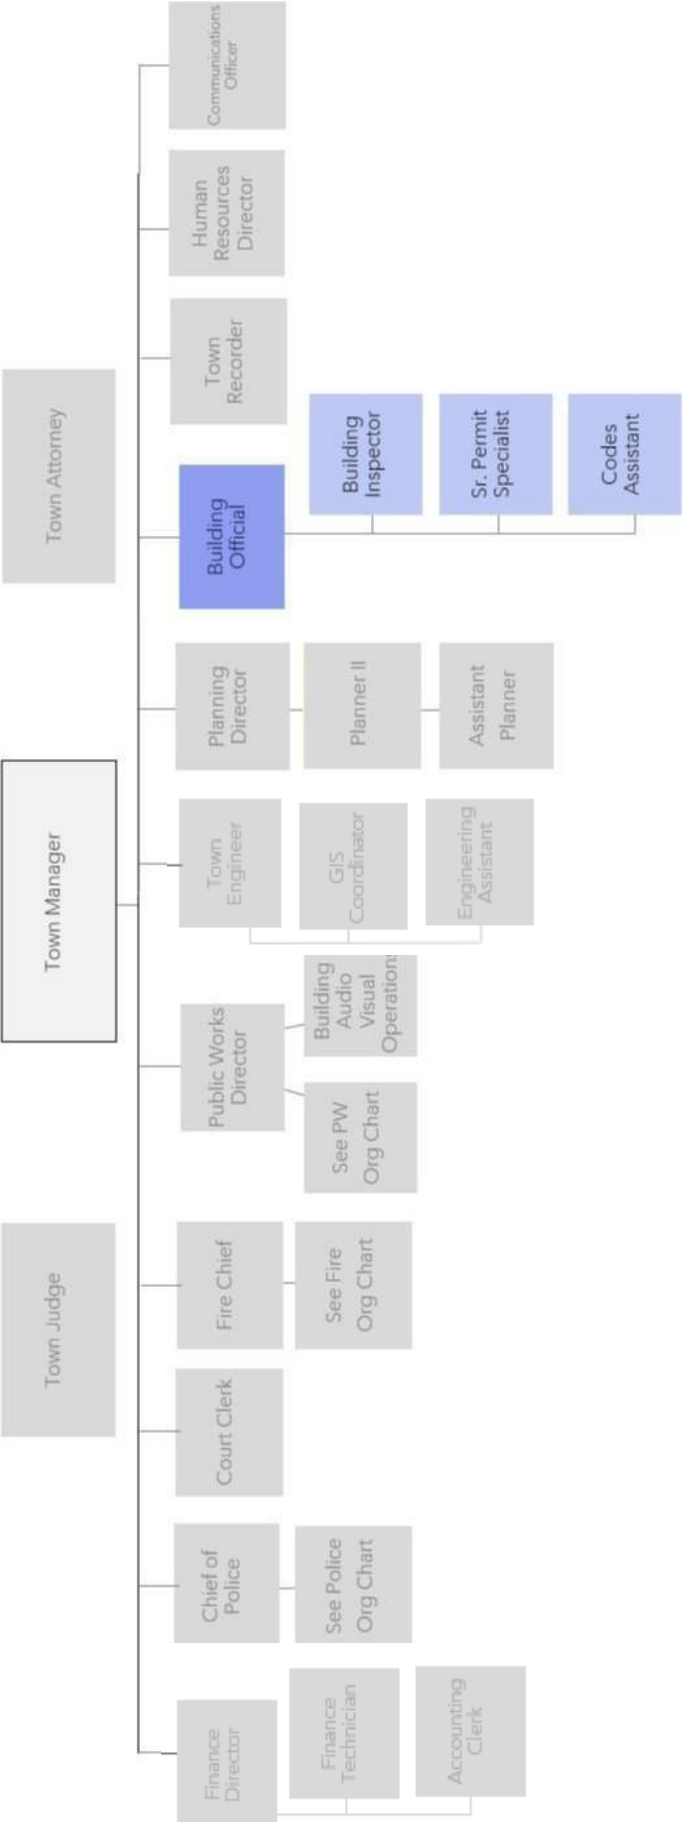 Town Judge
Town Manager
Town Attorney
Finance
Director
Finance
Technician
Accounting
Clerk
Chief of
Police
See Police
Org Chart
Court Clerk
Fire Chief
See Fire
Org Chart
Public Works
Director
See PW
Org Chart
Building
Audio
Visual
Operation
Town
Engineer
GIS
Coordinator
Engineering
Assistant
Planning
Director
Planner II
Assistant
Planner
Building
Official
Building
Inspector
Sr. Permit
Specialist
Codes
Assistant
Town
Recorder
Human
Resources
Director
Communications
Officer